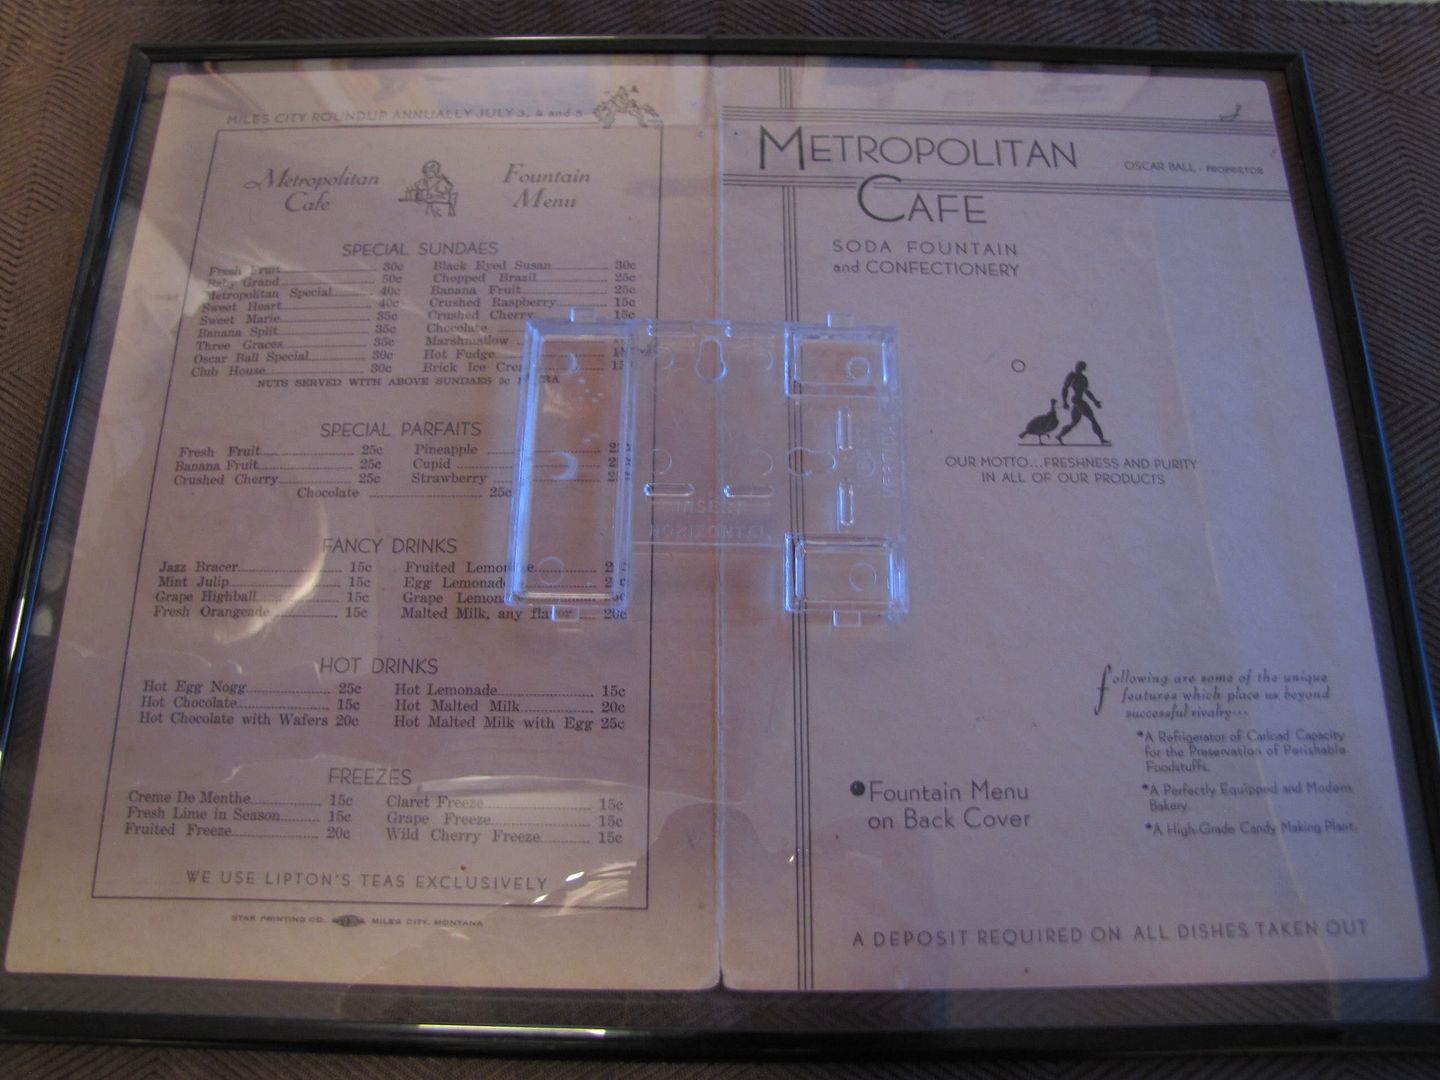 MILES CITY ROUNDUP ANNUALLY JULY 3, 4 and 5
Metropolitan Cafe
Fountain Menu
SPECIAL SUNDAES
Fresh Fruit 30c
Baby Grand 50c
Metropolitan Special 40c
Sweet Heart 40c
Sweet Marie 35c
Banana Split 35c
Three Graces 35c
Oscar Ball Special 30c
Club House 30c
Black Eyed Susan 30c
Chopped Brazil 25c
Banana Fruit 25c
Crushed Raspberry 15c
Crushed Cherry 15c
Chocolate
Marshmallow
Hot Fudge
Brick Ice
NUTS SERVED WITH ABOVE SUNDAES 5c
SPECIAL PARFAITS
Fresh Fruit 25c
Banana Fruit 25c
Crushed Cherry 25c
Pineapple
Cupid
Strawberry
Chocolate 25c
FANCY DRINKS
Jazz Bracer 15c
Mint Julip 15c
Grape Highball 15c
Fresh Orangeade 15c
Fruited
Egg Lemonade
Grape
Malted Milk, any flavor 20c
HOT DRINKS
Hot Egg Nogg 25c
Hot Chocolate 15c
Hot Chocolate with Wafers 20c
Hot Lemonade 15c
Hot Malted Milk 20c
Hot Malted Milk with Egg 25c
FREEZES
Creme De Menthe 15c
Fresh Lime in Season 15c
Fruited Freeze 20c
Claret Freeze 15c
Grape Freeze 15c
Wild Cherry Freeze 15c
WE USE LIPTON'S TEAS EXCLUSIVELY
STAR PRINTING CO. MILES CITY, MONTANA
INSERT
HORIZONTAL
VERTICAL
METROPOLITAN
CAFE
OSCAR BALL - PROPRIETOR
SODA FOUNTAIN
and CONFECTIONERY
OUR MOTTO...FRESHNESS AND PURITY
IN ALL OF OUR PRODUCTS
following are some of the unique
features which place us beyond
successful rivalry...
*A Refrigerator of Carload Capacity
for the Preservation of Perishable
Foodstuffs.
*A Perfectly Equipped and Modern
Bakery.
*A High-Grade Candy Making Plant.
Fountain Menu
on Back Cover
A DEPOSIT REQUIRED ON ALL DISHES TAKEN OUT